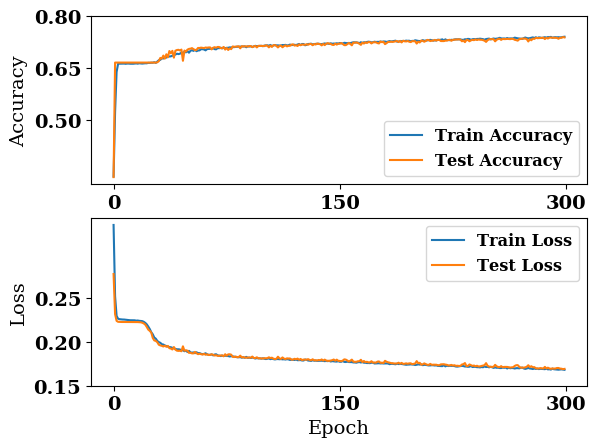 0.80
0.65
0.50
Accuracy
Train Accuracy
Test Accuracy
0 150 300
0.25
0.20
0.15
Loss
Train Loss
Test Loss
0 150 300
Epoch